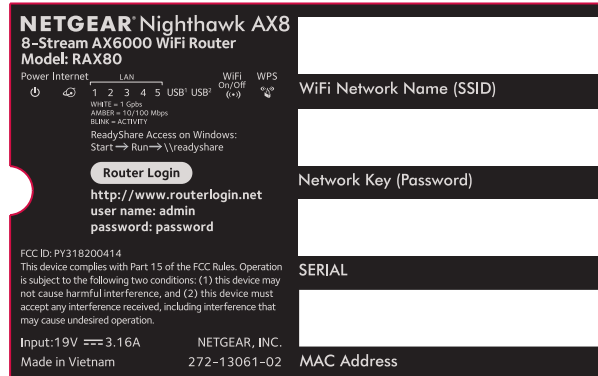 NETGEAR® Nighthawk AX8
8-Stream AX6000 WiFi Router
Model: RAX80
Power Internet LAN WiFi On/Off WPS
1 2 3 4 5 USB¹ USB²
WHITE = 1 Gpbs
AMBER = 10/100 Mbps
BLINK = ACTIVITY
ReadyShare Access on Windows:
Start → Run → \\readyshare
Router Login
http://www.routerlogin.net
user name: admin
password: password
FCC ID: PY318200414
This device complies with Part 15 of the FCC Rules. Operation
is subject to the following two conditions: (1) this device may
not cause harmful interference, and (2) this device must
accept any interference received, including interference that
may cause undesired operation.
Input:19V ⎓ 3.16A NETGEAR, INC.
Made in Vietnam 272-13061-02
WiFi Network Name (SSID)
Network Key (Password)
SERIAL
MAC Address